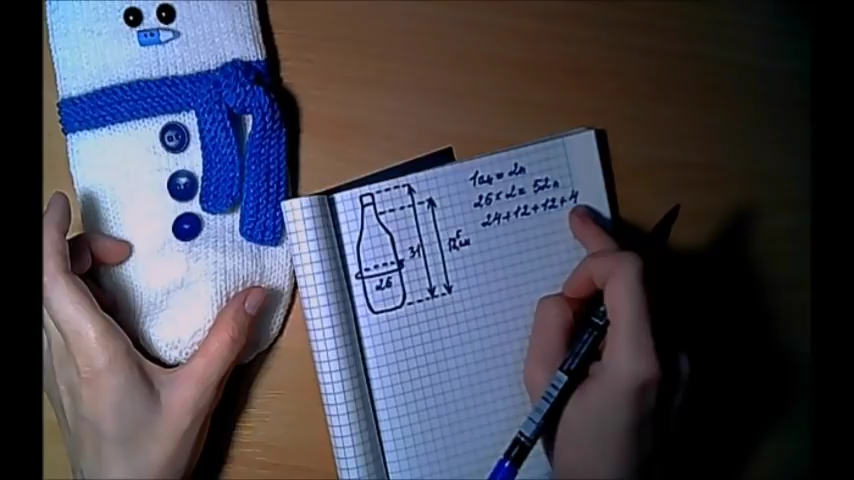 1см = 2п
26 x 2 = 52п
24+12+12+4
31
26